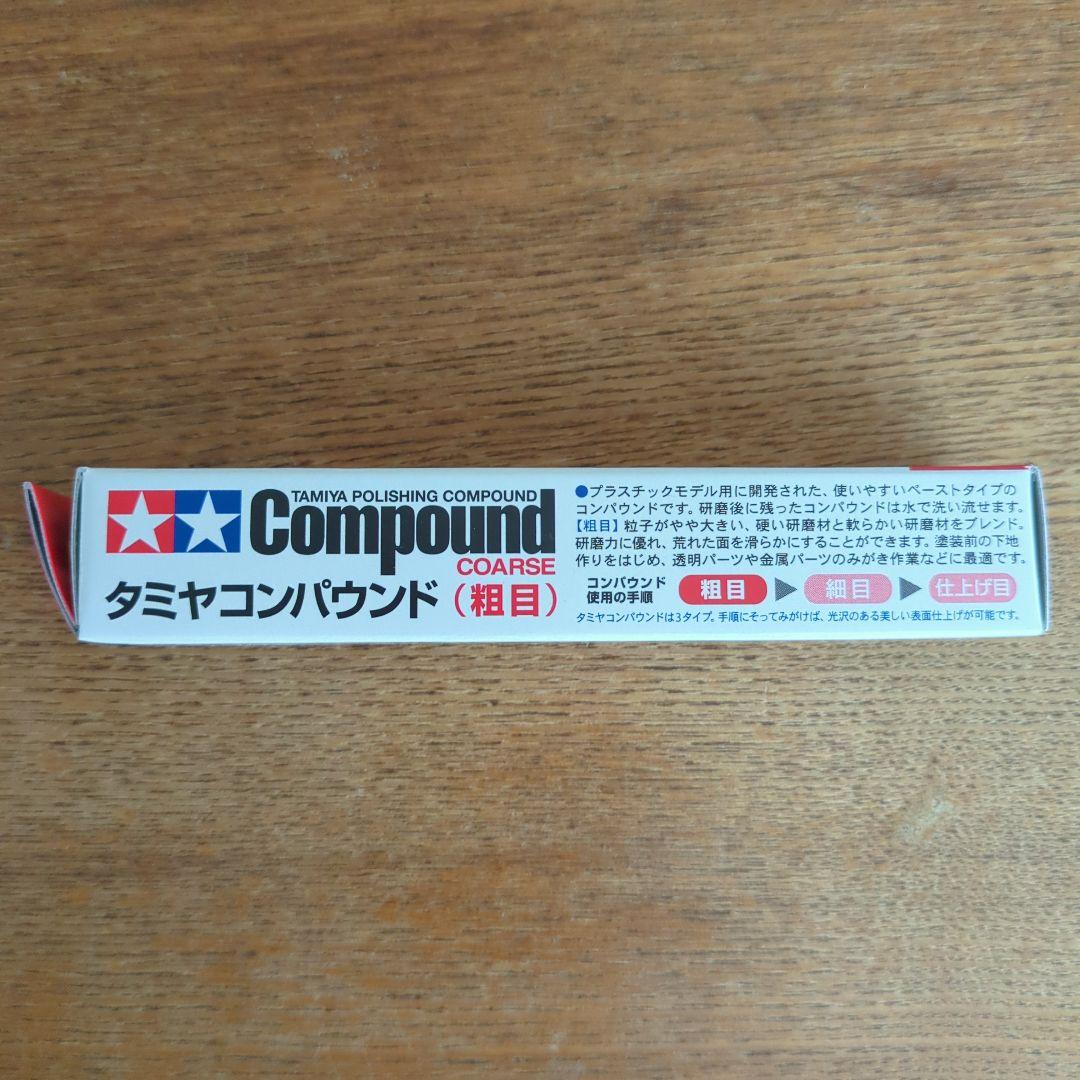 TAMIYA POLISHING COMPOUND
Compound
COARSE
タミヤコンパウンド（粗目）
●プラスチックモデル用に開発された、使いやすいペーストタイプの
コンパウンドです。研磨後に残ったコンパウンドは水で洗い流せます。
【粗目】粒子がやや大きい、硬い研磨材と軟らかい研磨材をブレンド。
研磨力に優れ、荒れた面を滑らかにすることができます。塗装前の下地
作りをはじめ、透明パーツや金属パーツのみがき作業などに最適です。
コンパウンド
使用の手順
粗目 ▶ 細目 ▶ 仕上げ目
タミヤコンパウンドは3タイプ。手順にそってみがけば、光沢のある美しい表面仕上げが可能です。